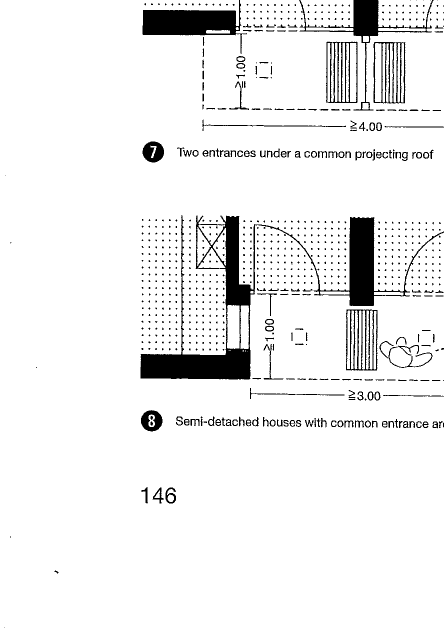 ≧1.00
≧4.00
7 Two entrances under a common projecting roof
≧1.00
≧3.00
8 Semi-detached houses with common entrance
146